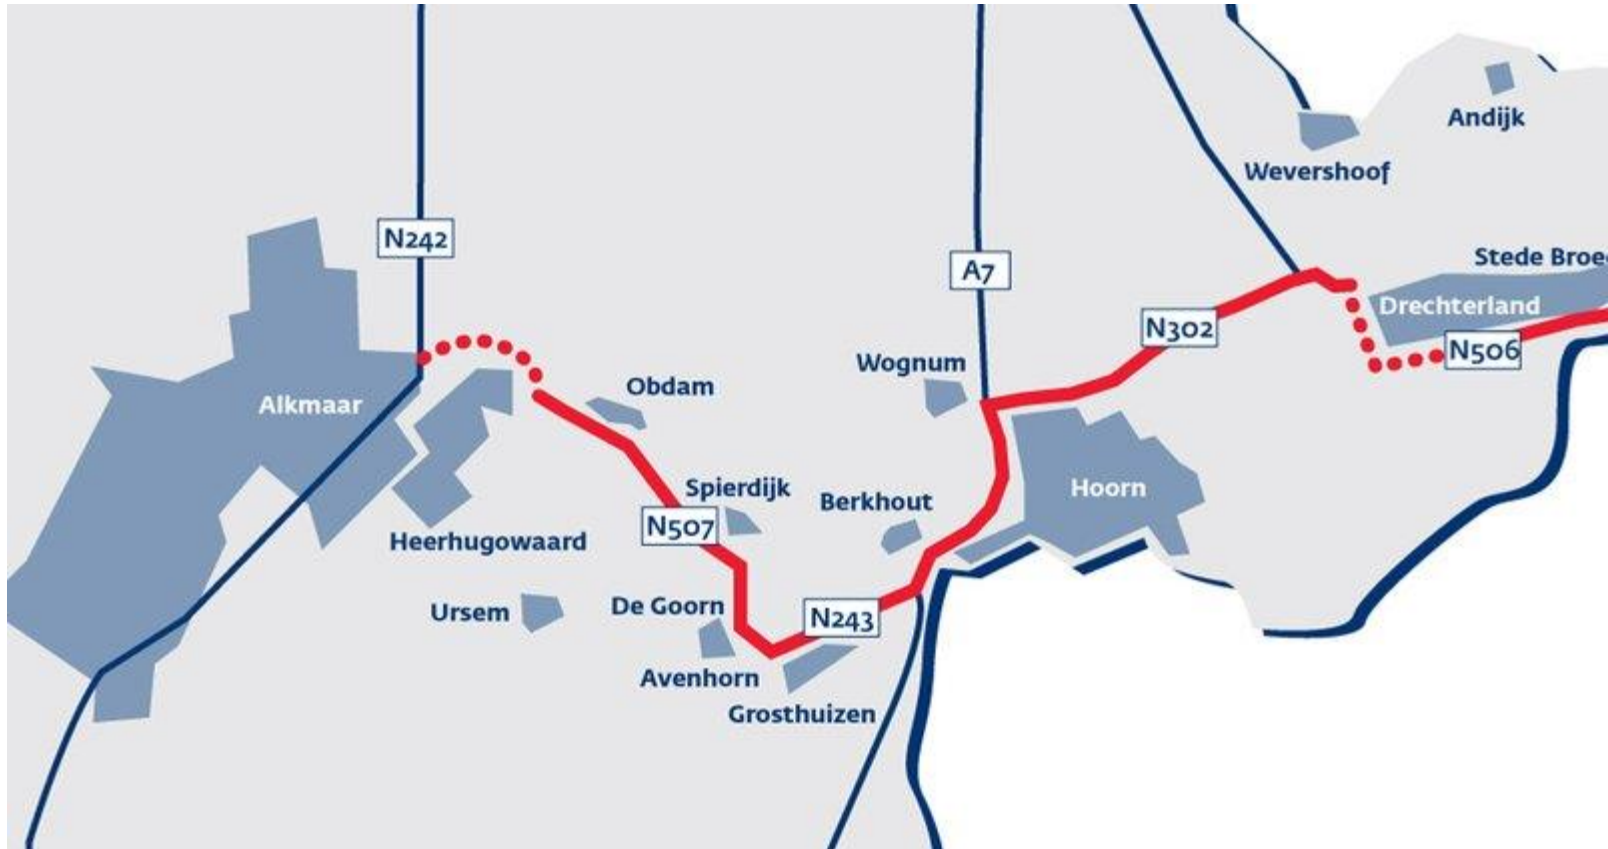 Andijk
Wevershoof
N242
Stede Broe
A7
Drechterland
N302
N506
Wognum
Obdam
Alkmaar
Spierdijk
Berkhout
Hoorn
N507
Heerhugowaard
De Goorn
Ursem
N243
Avenhorn
Grosthuizen